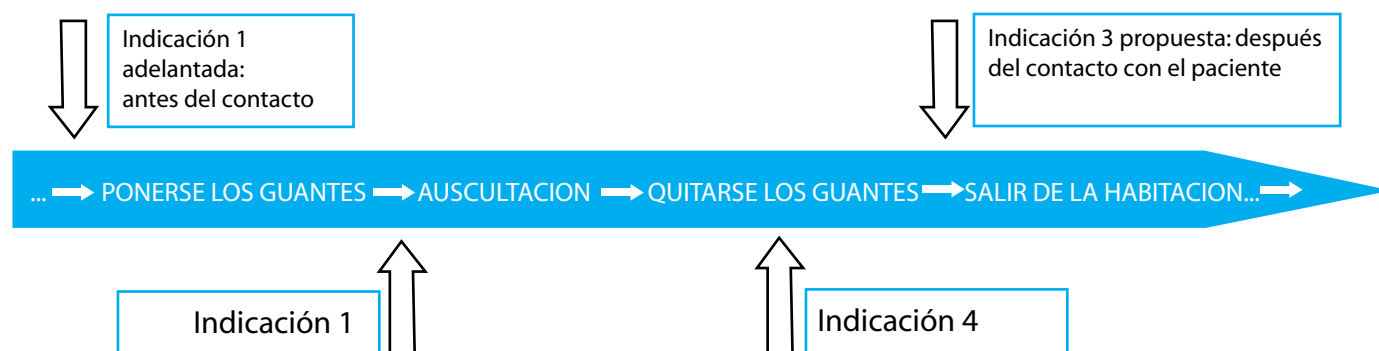 Indicación 1
adelantada:
antes del contacto
Indicación 3 propuesta: después
del contacto con el paciente
... PONERSE LOS GUANTES AUSCULTACION QUITARSE LOS GUANTES SALIR DE LA HABITACION...
Indicación 1
Indicación 4